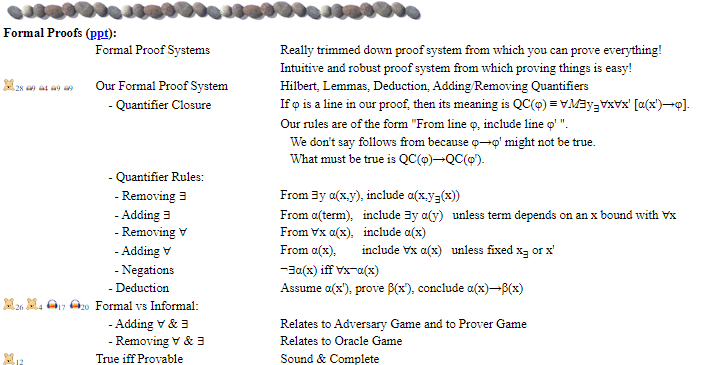 Formal Proofs (ppt):
Formal Proof Systems Really trimmed down proof system from which you can prove everything!
Intuitive and robust proof system from which proving things is easy!
28 49 44 49 49 Our Formal Proof System Hilbert, Lemmas, Deduction, Adding/Removing Quantifiers
- Quantifier Closure If φ is a line in our proof, then its meaning is QC(φ) ≡ ∀M∃y∃∀x∀x' [α(x')→φ].
Our rules are of the form "From line φ, include line φ' ".
We don't say follows from because φ→φ' might not be true.
What must be true is QC(φ)→QC(φ').
- Quantifier Rules:
- Removing ∃ From ∃y α(x,y), include α(x,y∃(x))
- Adding ∃ From α(term), include ∃y α(y) unless term depends on an x bound with ∀x
- Removing ∀ From ∀x α(x), include α(x)
- Adding ∀ From α(x), include ∀x α(x) unless fixed x∃ or x'
- Negations ¬∃α(x) iff ∀x¬α(x)
- Deduction Assume α(x'), prove β(x'), conclude α(x)→β(x)
26 4 17 20 Formal vs Informal:
- Adding ∀ & ∃ Relates to Adversary Game and to Prover Game
- Removing ∀ & ∃ Relates to Oracle Game
12 True iff Provable Sound & Complete